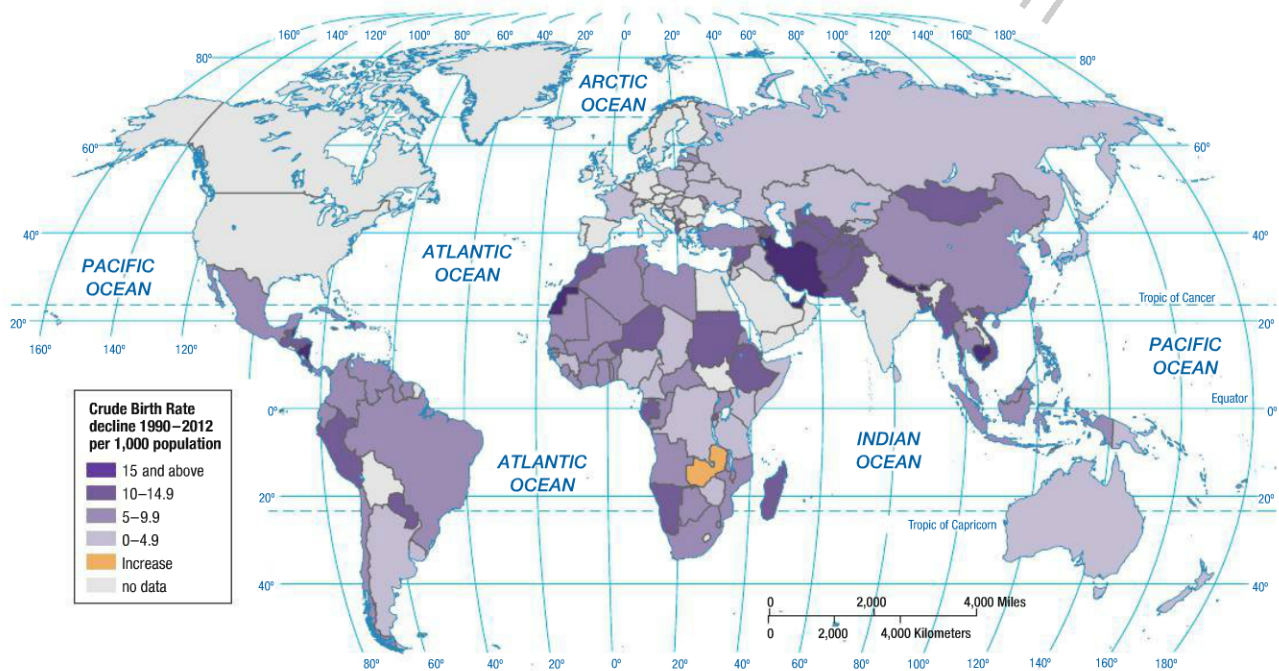 160° 140° 120° 100° 80° 60° 40° 20° 0° 20° 40° 60° 80° 100° 120° 140° 160° 180°
80°
80°
ARCTIC
OCEAN
60°
60°
40°
40°
ATLANTIC
OCEAN
PACIFIC
OCEAN
Tropic of Cancer
20°
20°
160° 140° 120°
PACIFIC
OCEAN
Equator
0°
0°
Crude Birth Rate
decline 1990–2012
per 1,000 population
15 and above
10–14.9
5–9.9
0–4.9
Increase
no data
ATLANTIC
OCEAN
INDIAN
OCEAN
20°
20°
Tropic of Capricorn
40°
40°
0 2,000 4,000 Miles
0 2,000 4,000 Kilometers
80° 60° 40° 20° 0° 20° 40° 60° 80° 100° 120° 140° 160° 180°